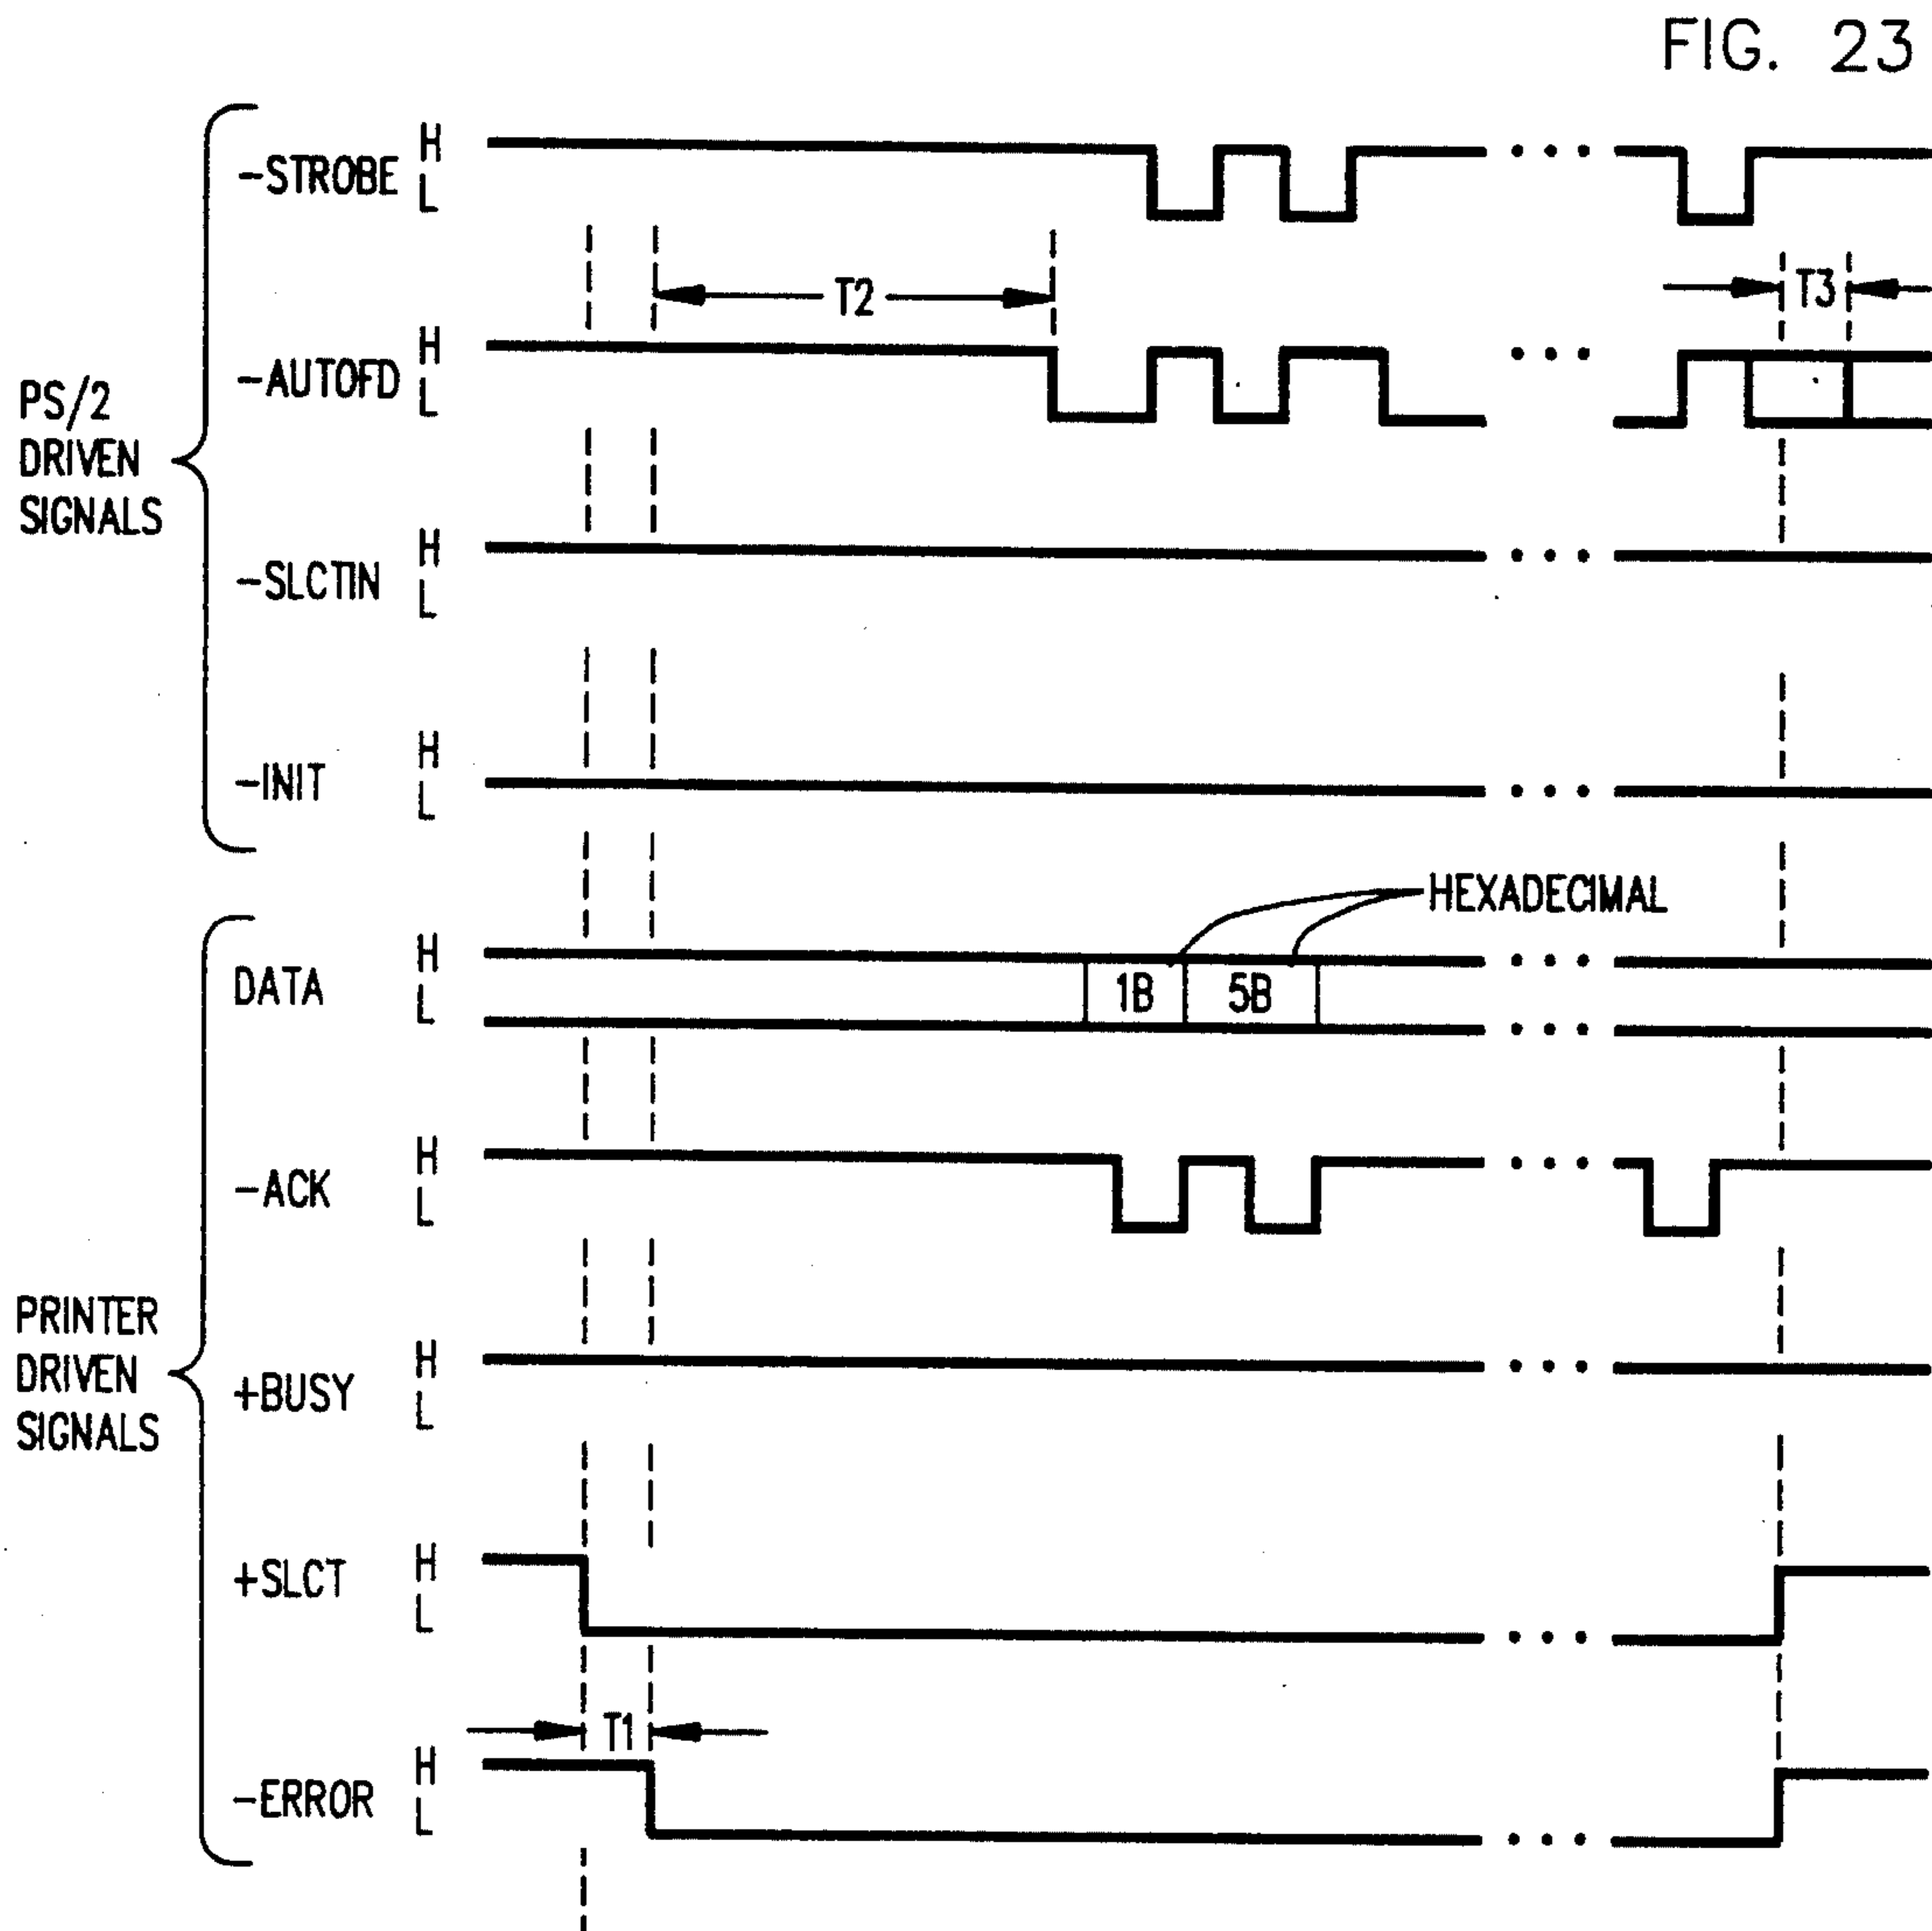 FIG. 23
PS/2
DRIVEN
SIGNALS
-STROBE H
L
T2
T3
-AUTOFD H
L
-SLCTIN H
L
-INIT H
L
HEXADECIMAL
PRINTER
DRIVEN
SIGNALS
DATA H
L
1B 5B
-ACK H
L
+BUSY H
L
+SLCT H
L
T1
-ERROR H
L